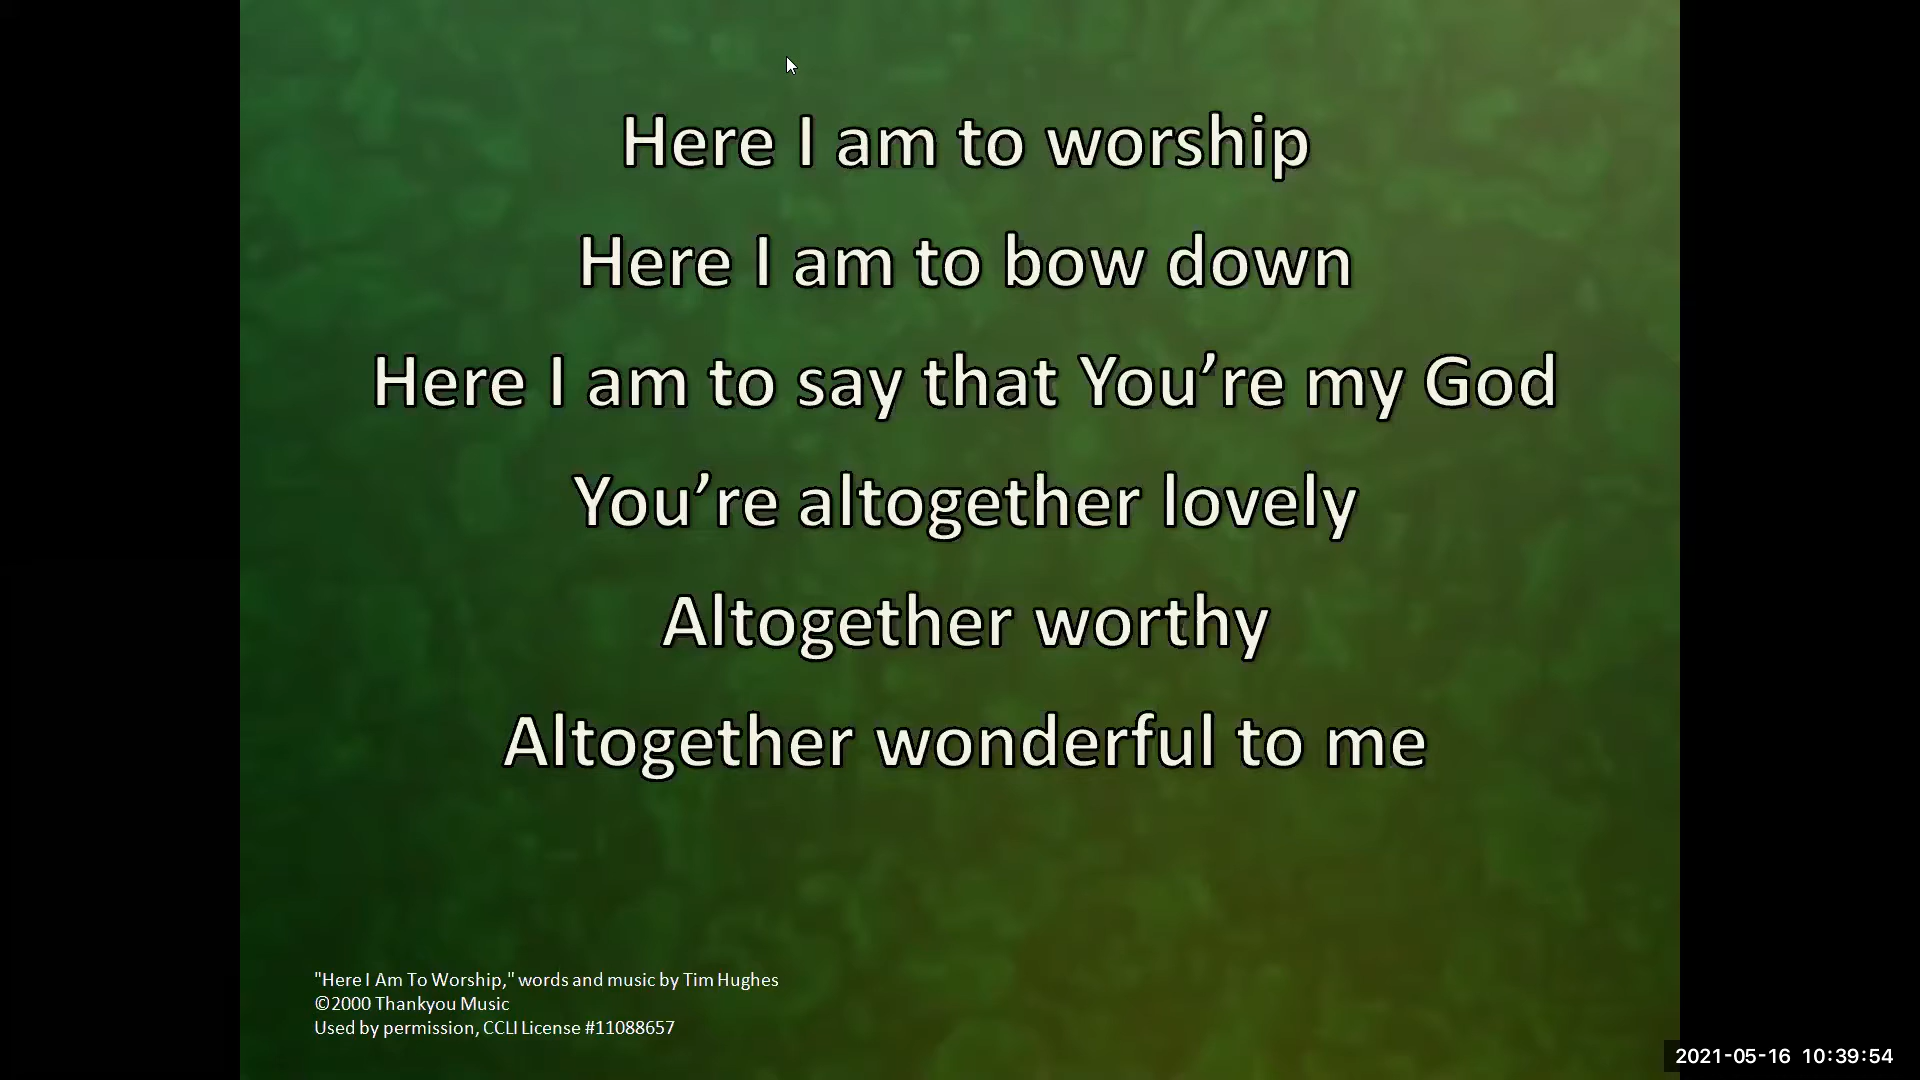 Here I am to worship
Here I am to bow down
Here I am to say that You’re my God
You’re altogether lovely
Altogether worthy
Altogether wonderful to me
"Here I Am To Worship," words and music by Tim Hughes
©2000 Thankyou Music
Used by permission, CCLI License #11088657
2021-05-16 10:39:54